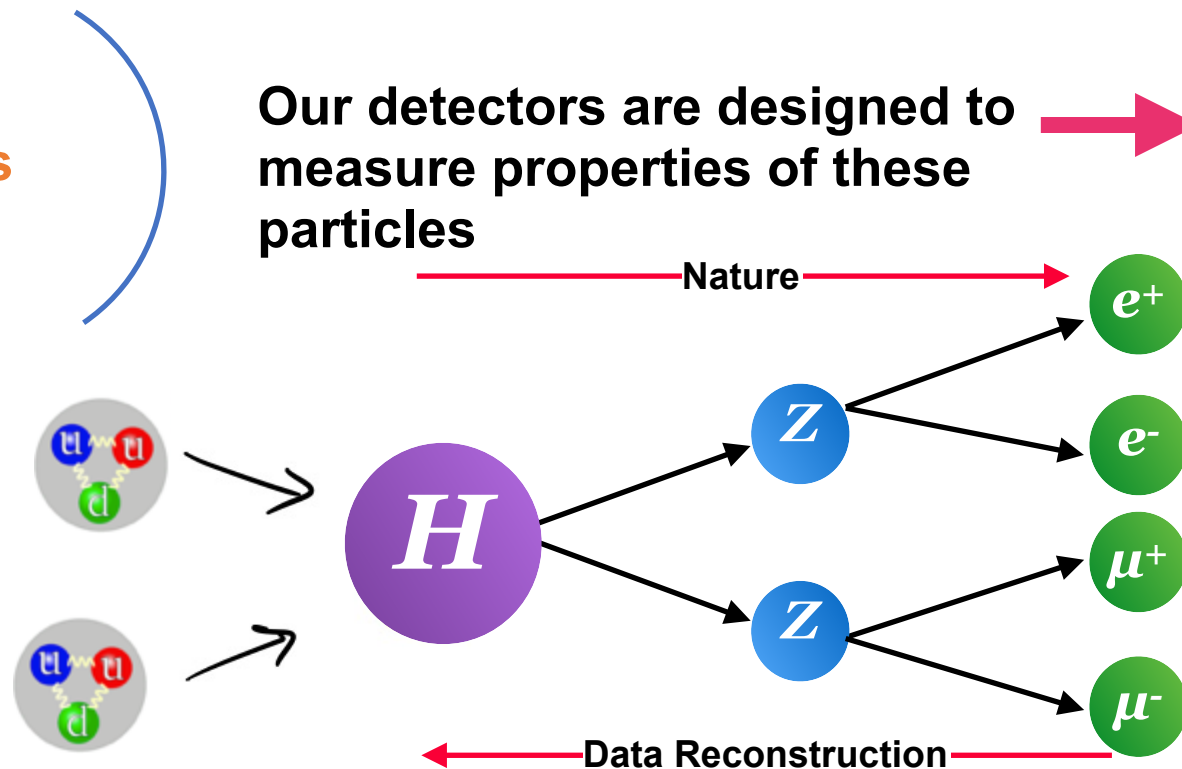 s
Our detectors are designed to
measure properties of these
particles
Nature
e+
Z
e-
u u
d
H
μ+
Z
u u
d
μ-
Data Reconstruction